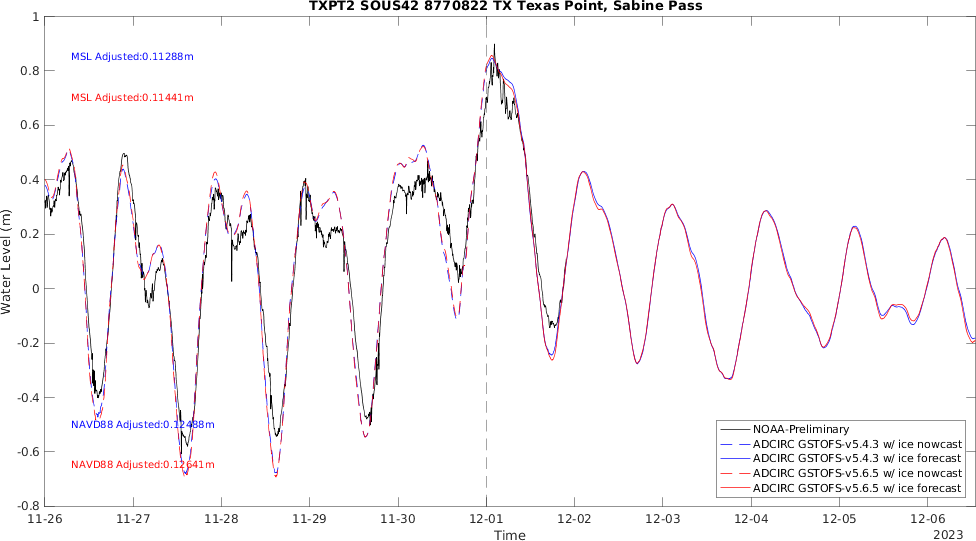 TXPT2 SOUS42 8770822 TX Texas Point, Sabine Pass
1
0.8
0.6
0.4
0.2
0
-0.2
-0.4
-0.6
-0.8
Water Level (m)
MSL Adjusted:0.11288m
MSL Adjusted:0.11441m
NAVD88 Adjusted:0.12488m
NAVD88 Adjusted:0.12641m
NOAA-Preliminary
ADCIRC GSTOFS-v5.4.3 w/ ice nowcast
ADCIRC GSTOFS-v5.4.3 w/ ice forecast
ADCIRC GSTOFS-v5.6.5 w/ ice nowcast
ADCIRC GSTOFS-v5.6.5 w/ ice forecast
11-26 11-27 11-28 11-29 11-30 12-01 12-02 12-03 12-04 12-05 12-06
Time
2023